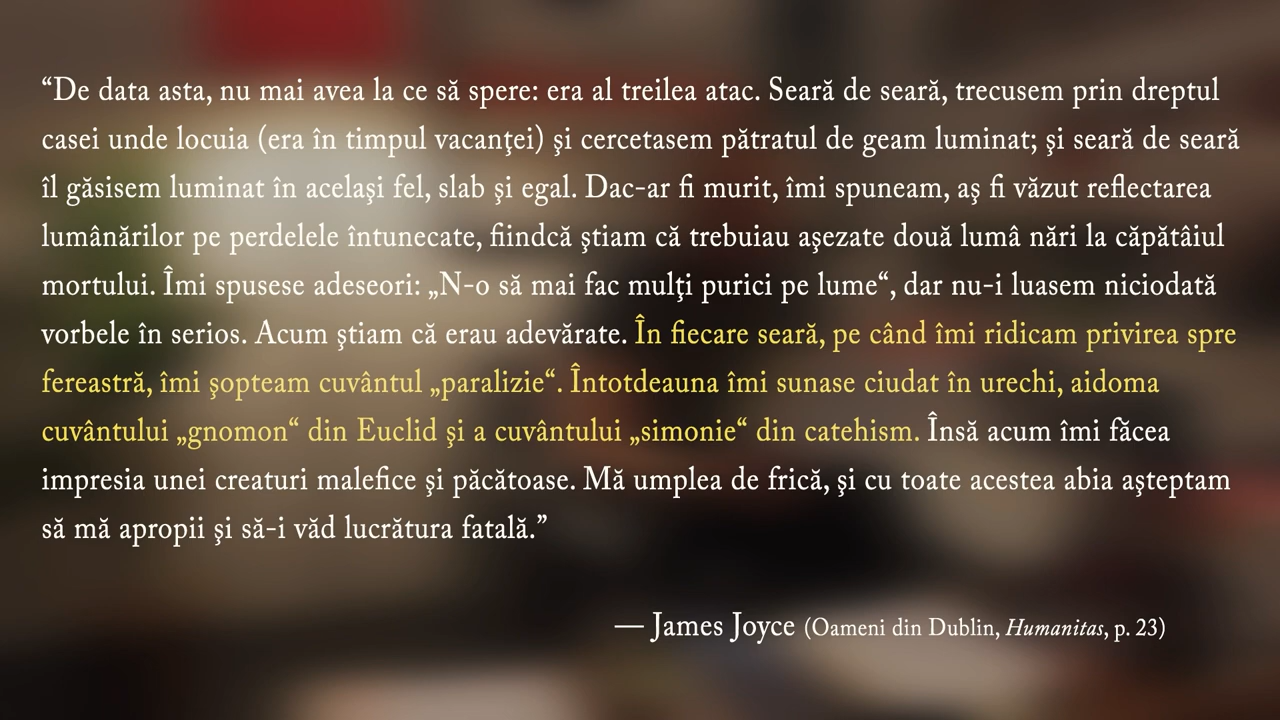 “De data asta, nu mai avea la ce să spere: era al treilea atac. Seară de seară, trecusem prin dreptul
casei unde locuia (era în timpul vacanţei) şi cercetasem pătratul de geam luminat; şi seară de seară
îl găsisem luminat în acelaşi fel, slab şi egal. Dac-ar fi murit, îmi spuneam, aş fi văzut reflectarea
lumânărilor pe perdelele întunecate, fiindcă ştiam că trebuiau aşezate două lumâ nări la căpătâiul
mortului. Îmi spusese adeseori: „N-o să mai fac mulţi purici pe lume“, dar nu-i luasem niciodată
vorbele în serios. Acum ştiam că erau adevărate. În fiecare seară, pe când îmi ridicam privirea spre
fereastră, îmi şopteam cuvântul „paralizie“. Întotdeauna îmi sunase ciudat în urechi, aidoma
cuvântului „gnomon“ din Euclid şi a cuvântului „simonie“ din catehism. Însă acum îmi făcea
impresia unei creaturi malefice şi păcătoase. Mă umplea de frică, şi cu toate acestea abia aşteptam
să mă apropii şi să-i văd lucrătura fatală.”
— James Joyce (Oameni din Dublin, Humanitas, p. 23)